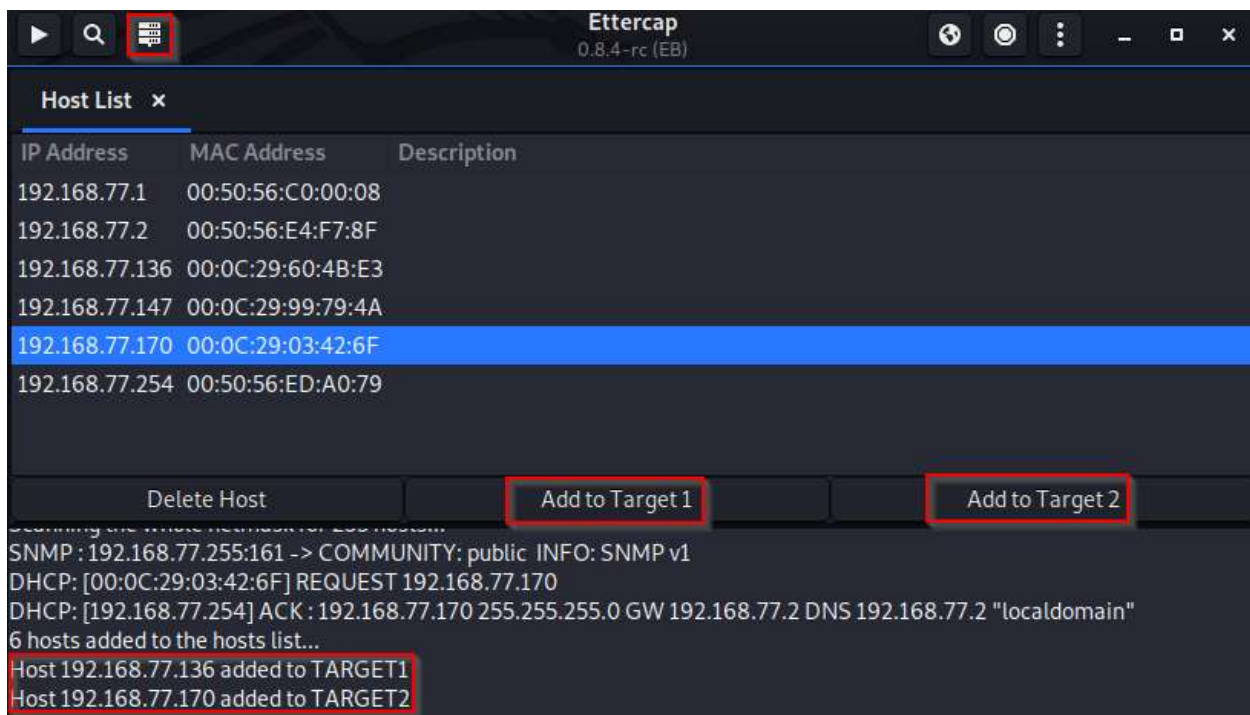 Ettercap
0.8.4-rc (EB)
Host List ×
IP Address MAC Address Description
192.168.77.1 00:50:56:C0:00:08
192.168.77.2 00:50:56:E4:F7:8F
192.168.77.136 00:0C:29:60:4B:E3
192.168.77.147 00:0C:29:99:79:4A
192.168.77.170 00:0C:29:03:42:6F
192.168.77.254 00:50:56:ED:A0:79
Delete Host Add to Target 1 Add to Target 2
Scanning the whole netmask for 255 hosts...
SNMP : 192.168.77.255:161 -> COMMUNITY: public INFO: SNMP v1
DHCP: [00:0C:29:03:42:6F] REQUEST 192.168.77.170
DHCP: [192.168.77.254] ACK : 192.168.77.170 255.255.255.0 GW 192.168.77.2 DNS 192.168.77.2 "localdomain"
6 hosts added to the hosts list...
Host 192.168.77.136 added to TARGET1
Host 192.168.77.170 added to TARGET2